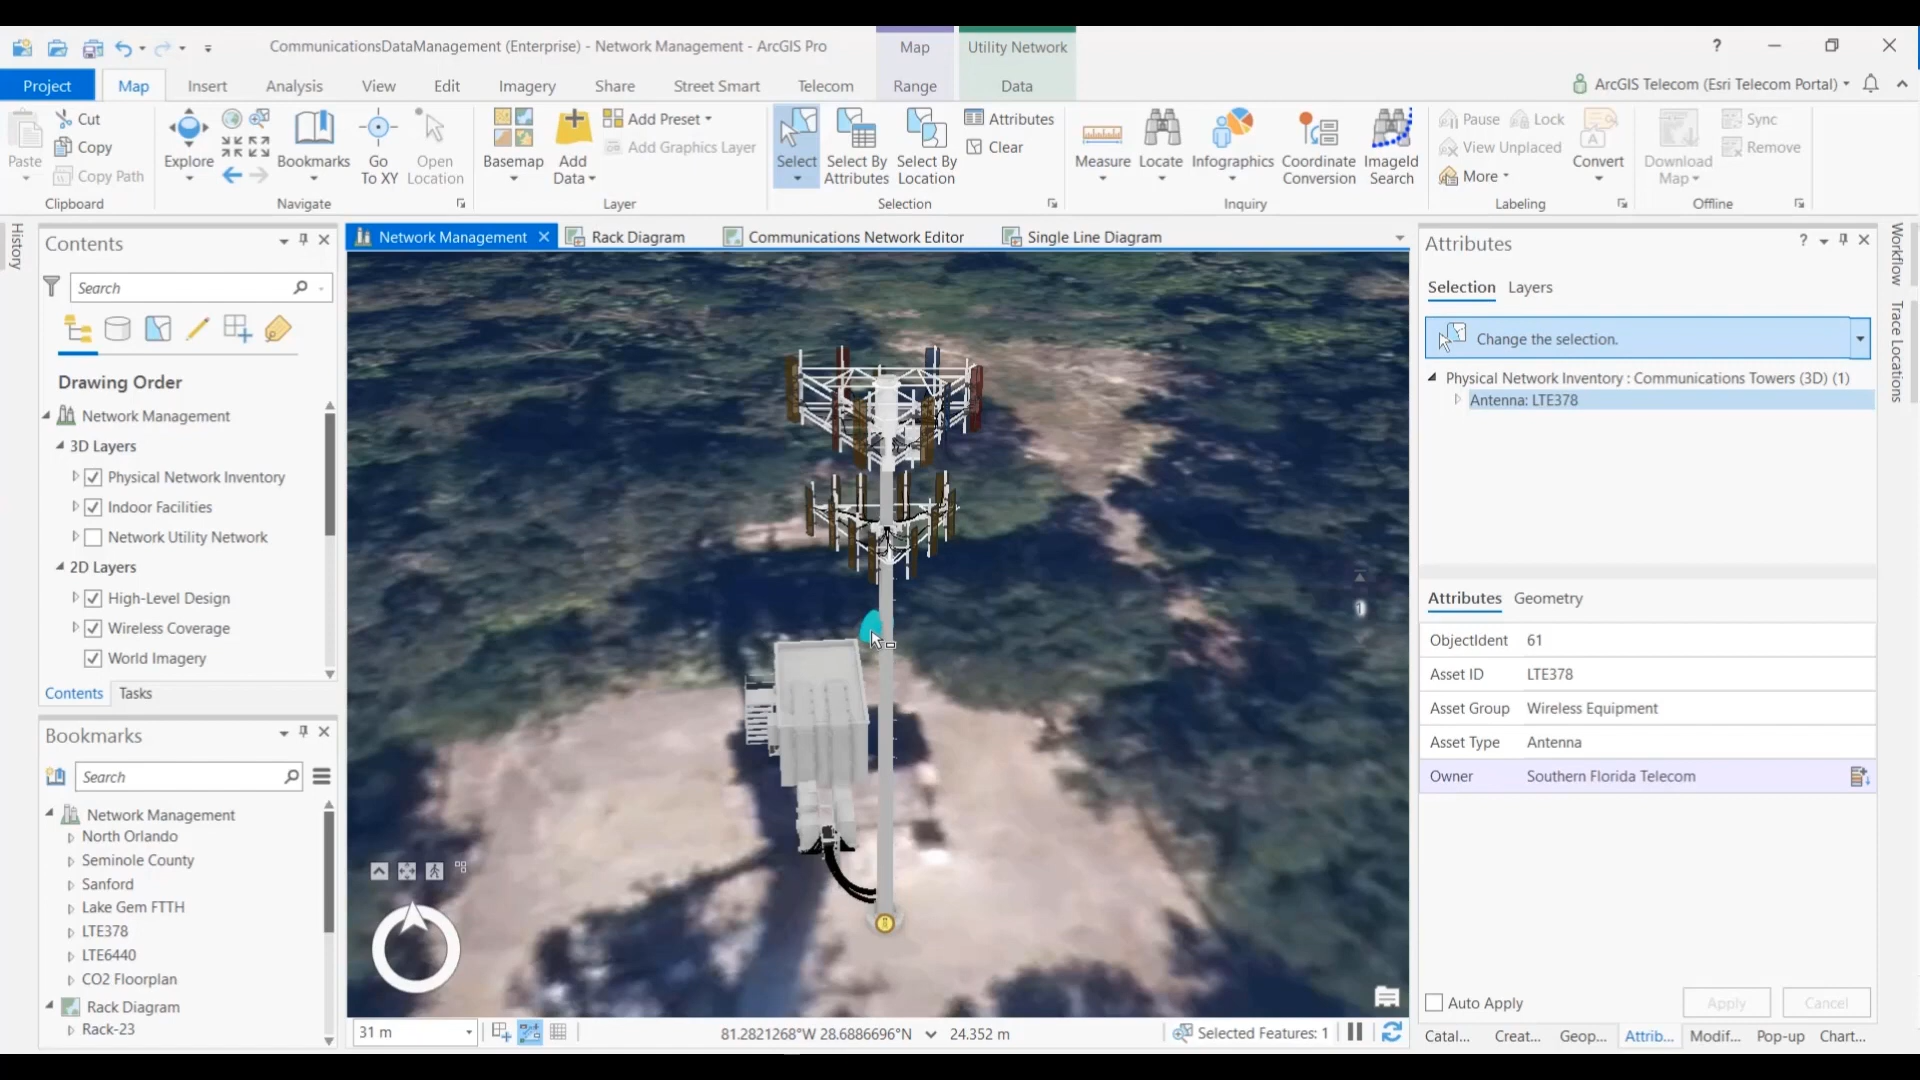 CommunicationsDataManagement (Enterprise) - Network Management - ArcGIS Pro
Map
Utility Network
?
Project
Map
Insert
Analysis
View
Edit
Imagery
Share
Street Smart
Telecom
Range
Data
ArcGIS Telecom (Esri Telecom Portal)
Paste
Cut
Copy
Copy Path
Clipboard
Explore
Bookmarks
Go
To XY
Open
Location
Navigate
Basemap
Add
Data
Add Preset
Add Graphics Layer
Layer
Select
Select By
Attributes
Select By
Location
Attributes
Clear
Selection
Measure
Locate
Infographics
Coordinate
Conversion
ImageId
Search
Inquiry
Pause
Lock
View Unplaced
More
Convert
Labeling
Download
Map
Sync
Remove
Offline
History
Contents
Search
Drawing Order
Network Management
3D Layers
Physical Network Inventory
Indoor Facilities
Network Utility Network
2D Layers
High-Level Design
Wireless Coverage
World Imagery
Contents
Tasks
Bookmarks
Search
Network Management
North Orlando
Seminole County
Sanford
Lake Gem FTTH
LTE378
LTE6440
CO2 Floorplan
Rack Diagram
Rack-23
Network Management
Rack Diagram
Communications Network Editor
Single Line Diagram
1
31 m
81.2821268°W 28.6886696°N
24.352 m
Selected Features: 1
Attributes
?
Selection
Layers
Change the selection.
Physical Network Inventory : Communications Towers (3D) (1)
Antenna: LTE378
Attributes
Geometry
ObjectIdent 61
Asset ID LTE378
Asset Group Wireless Equipment
Asset Type Antenna
Owner Southern Florida Telecom
Auto Apply
Apply
Cancel
Catal...
Creat...
Geop...
Attrib...
Modif...
Pop-up
Chart...
Workflow
Trace Locations